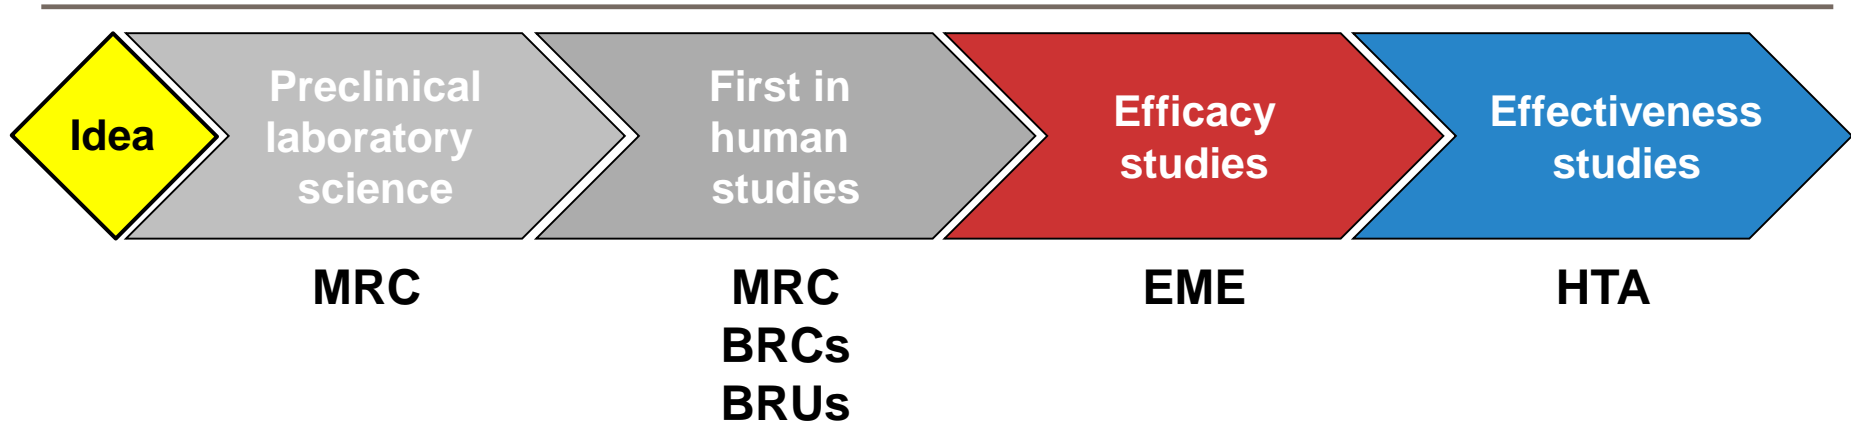 Idea
Preclinical
laboratory
science
First in
human
studies
Efficacy
studies
Effectiveness
studies
MRC
MRC
BRCs
BRUs
EME
HTA